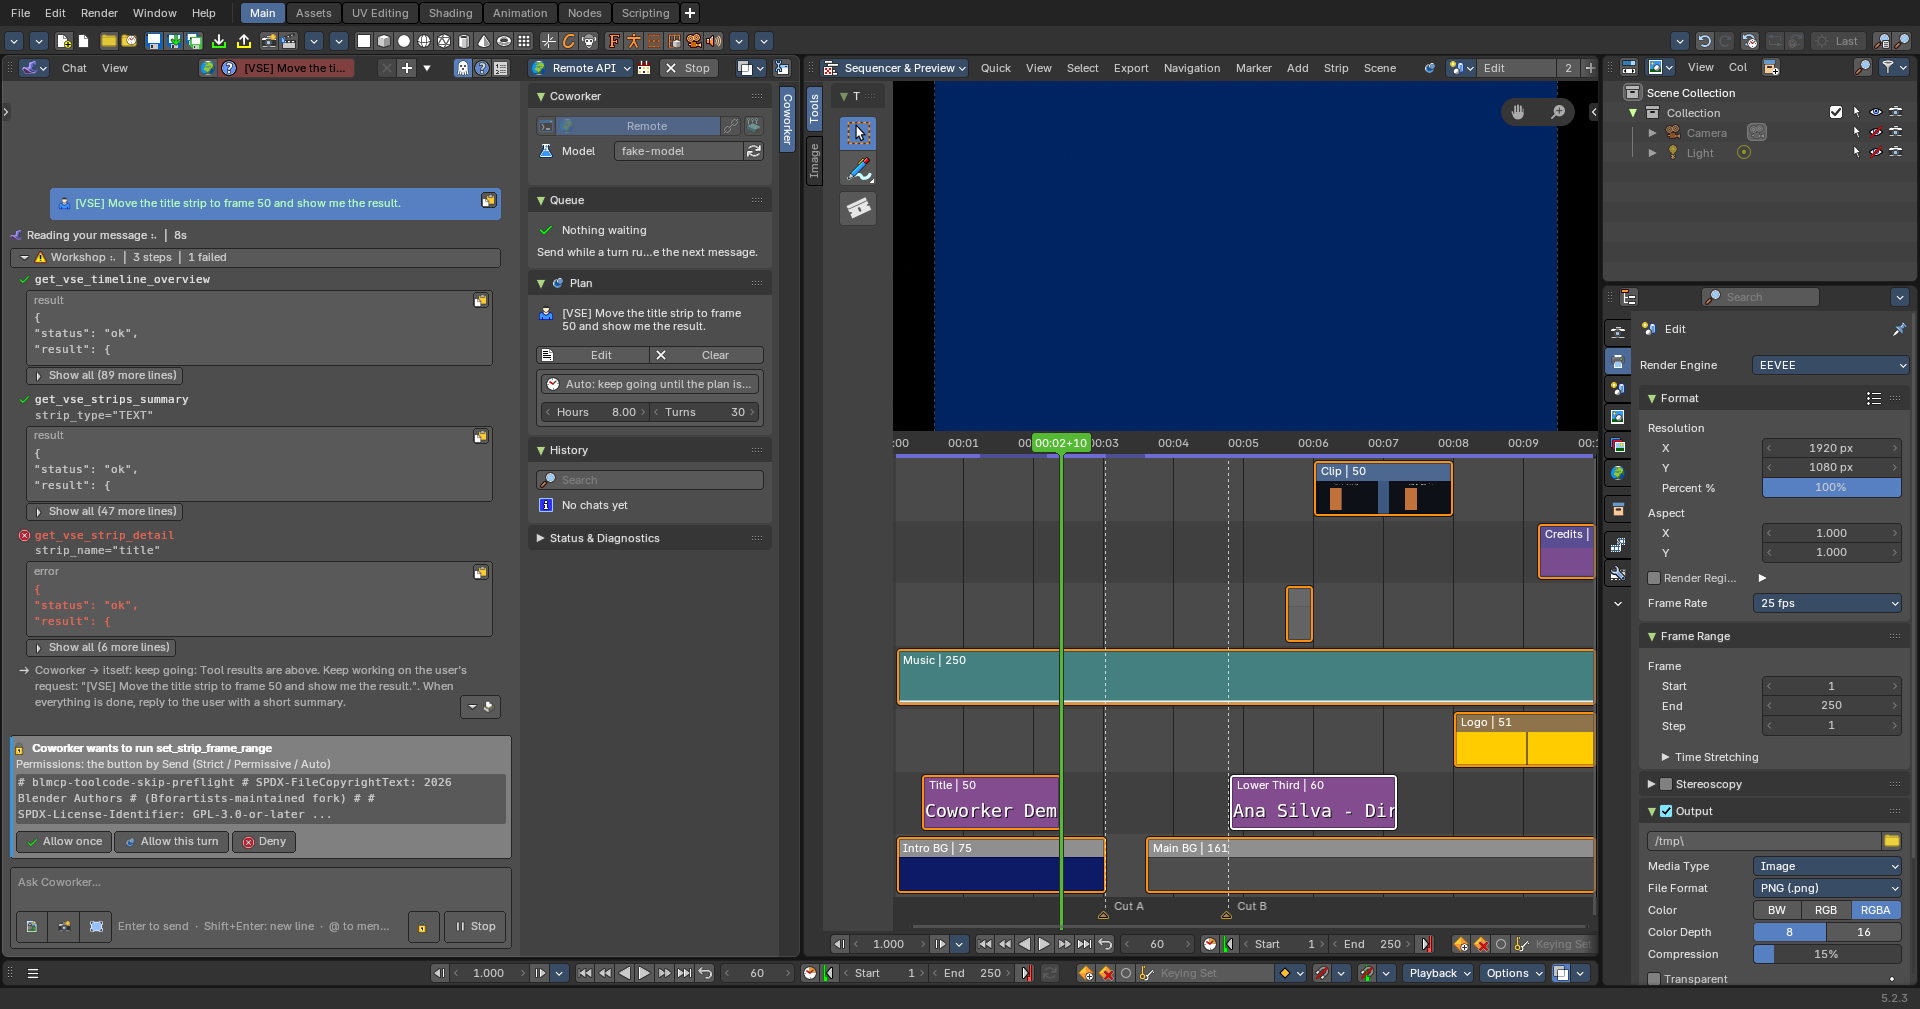 File Edit Render Window Help Main Assets UV Editing Shading Animation Nodes Scripting
Last
Chat View [VSE] Move the ti...
Remote API Stop
Sequencer & Preview Quick View Select Export Navigation Marker Add Strip Scene Edit 2
View Col
[VSE] Move the title strip to frame 50 and show me the result.
Reading your message :. | 8s
Workshop :. | 3 steps | 1 failed
get_vse_timeline_overview
result
{
"status": "ok",
"result": {
Show all (89 more lines)
get_vse_strips_summary
strip_type="TEXT"
result
{
"status": "ok",
"result": {
Show all (47 more lines)
get_vse_strip_detail
strip_name="title"
error
{
"status": "ok",
"result": {
Show all (6 more lines)
Coworker → itself: keep going: Tool results are above. Keep working on the user's
request: "[VSE] Move the title strip to frame 50 and show me the result.". When
everything is done, reply to the user with a short summary.
Coworker wants to run set_strip_frame_range
Permissions: the button by Send (Strict / Permissive / Auto)
# blmcp-toolcode-skip-preflight # SPDX-FileCopyrightText: 2026
Blender Authors # (Bforartists-maintained fork) # #
SPDX-License-Identifier: GPL-3.0-or-later ...
Allow once Allow this turn Deny
Ask Coworker...
Enter to send · Shift+Enter: new line · @ to men...
Stop
Coworker
Remote
Model fake-model
Queue
Nothing waiting
Send while a turn ru...e the next message.
Plan
[VSE] Move the title strip to frame
50 and show me the result.
Edit Clear
Auto: keep going until the plan is...
Hours 8.00 Turns 30
History
Search
No chats yet
Status & Diagnostics
Coworker
Tools
Image
T
:00 00:01 00 00:02+10 00:03 00:04 00:05 00:06 00:07 00:08 00:09 00:1
Clip | 50
Credits |
Music | 250
Logo | 51
Title | 50
Coworker Dem
Lower Third | 60
Ana Silva - Dir
Intro BG | 75
Main BG | 161
Cut A Cut B
1.000 60 Start 1 End 250 Keying Set
1.000 60 Start 1 End 250 Keying Set Playback Options
Scene Collection
Collection
Camera
Light
Search
Edit
Render Engine EEVEE
Format
Resolution
X 1920 px
Y 1080 px
Percent % 100%
Aspect
X 1.000
Y 1.000
Render Regi...
Frame Rate 25 fps
Frame Range
Frame
Start 1
End 250
Step 1
Time Stretching
Stereoscopy
Output
/tmp\
Media Type Image
File Format PNG (.png)
Color BW RGB RGBA
Color Depth 8 16
Compression 15%
Transparent
5.2.3